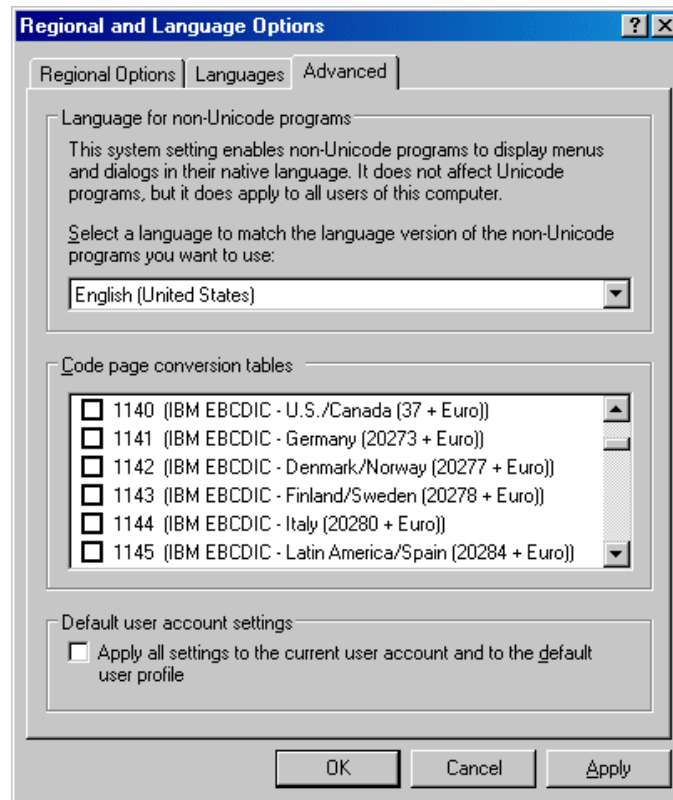 Regional and Language Options
Regional Options
Languages
Advanced
Language for non-Unicode programs
This system setting enables non-Unicode programs to display menus
and dialogs in their native language. It does not affect Unicode
programs, but it does apply to all users of this computer.
Select a language to match the language version of the non-Unicode
programs you want to use:
English (United States)
Code page conversion tables
1140 (IBM EBCDIC - U.S./Canada (37 + Euro))
1141 (IBM EBCDIC - Germany (20273 + Euro))
1142 (IBM EBCDIC - Denmark/Norway (20277 + Euro))
1143 (IBM EBCDIC - Finland/Sweden (20278 + Euro))
1144 (IBM EBCDIC - Italy (20280 + Euro))
1145 (IBM EBCDIC - Latin America/Spain (20284 + Euro))
Default user account settings
Apply all settings to the current user account and to the default
user profile
OK
Cancel
Apply